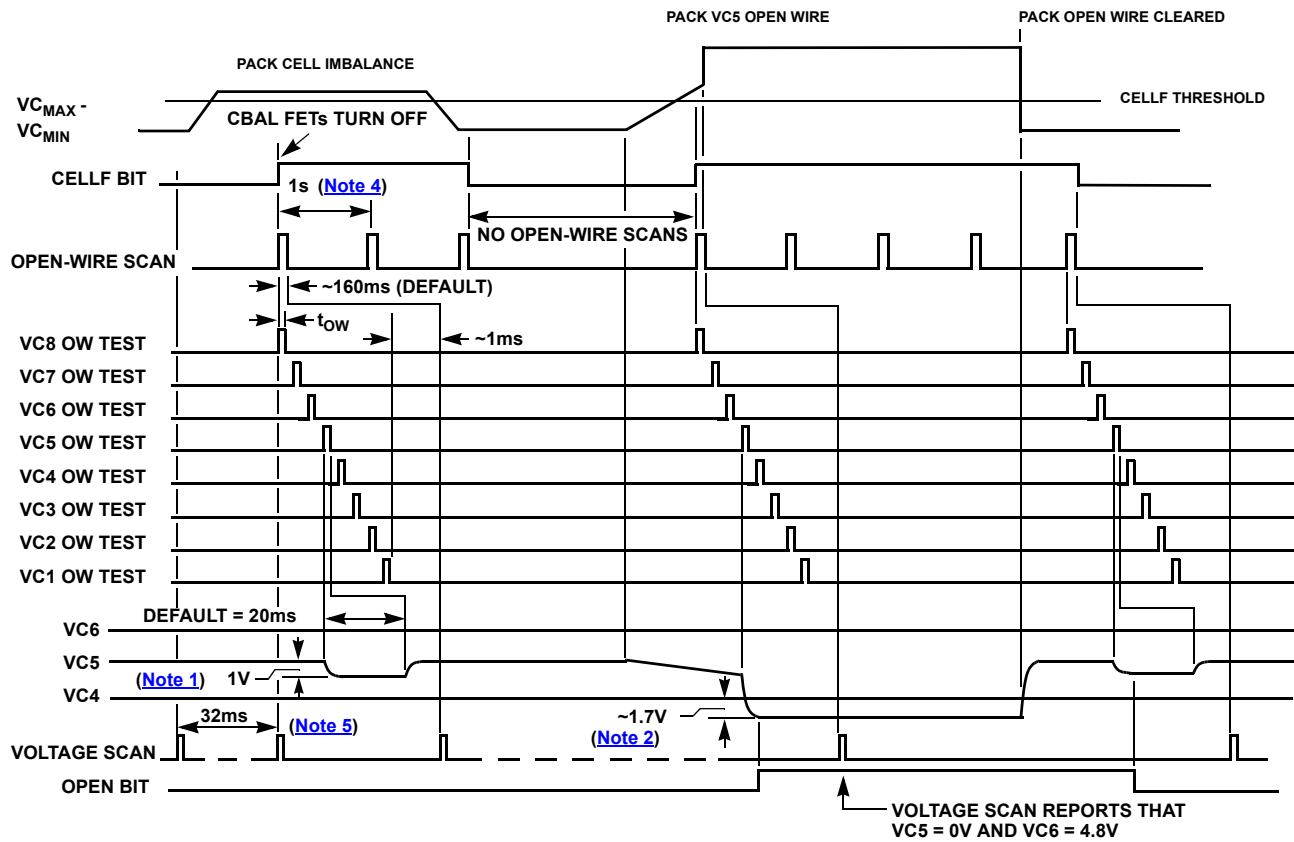 PACK VC5 OPEN WIRE
PACK OPEN WIRE CLEARED
PACK CELL IMBALANCE
VCMAX -
VCMIN
CELLF THRESHOLD
CBAL FETs TURN OFF
CELLF BIT
1s (Note 4)
NO OPEN-WIRE SCANS
OPEN-WIRE SCAN
~160ms (DEFAULT)
tOW
~1ms
VC8 OW TEST
VC7 OW TEST
VC6 OW TEST
VC5 OW TEST
VC4 OW TEST
VC3 OW TEST
VC2 OW TEST
VC1 OW TEST
DEFAULT = 20ms
VC6
VC5
(Note 1) 1V
VC4
~1.7V
(Note 2)
32ms
(Note 5)
VOLTAGE SCAN
OPEN BIT
VOLTAGE SCAN REPORTS THAT
VC5 = 0V AND VC6 = 4.8V